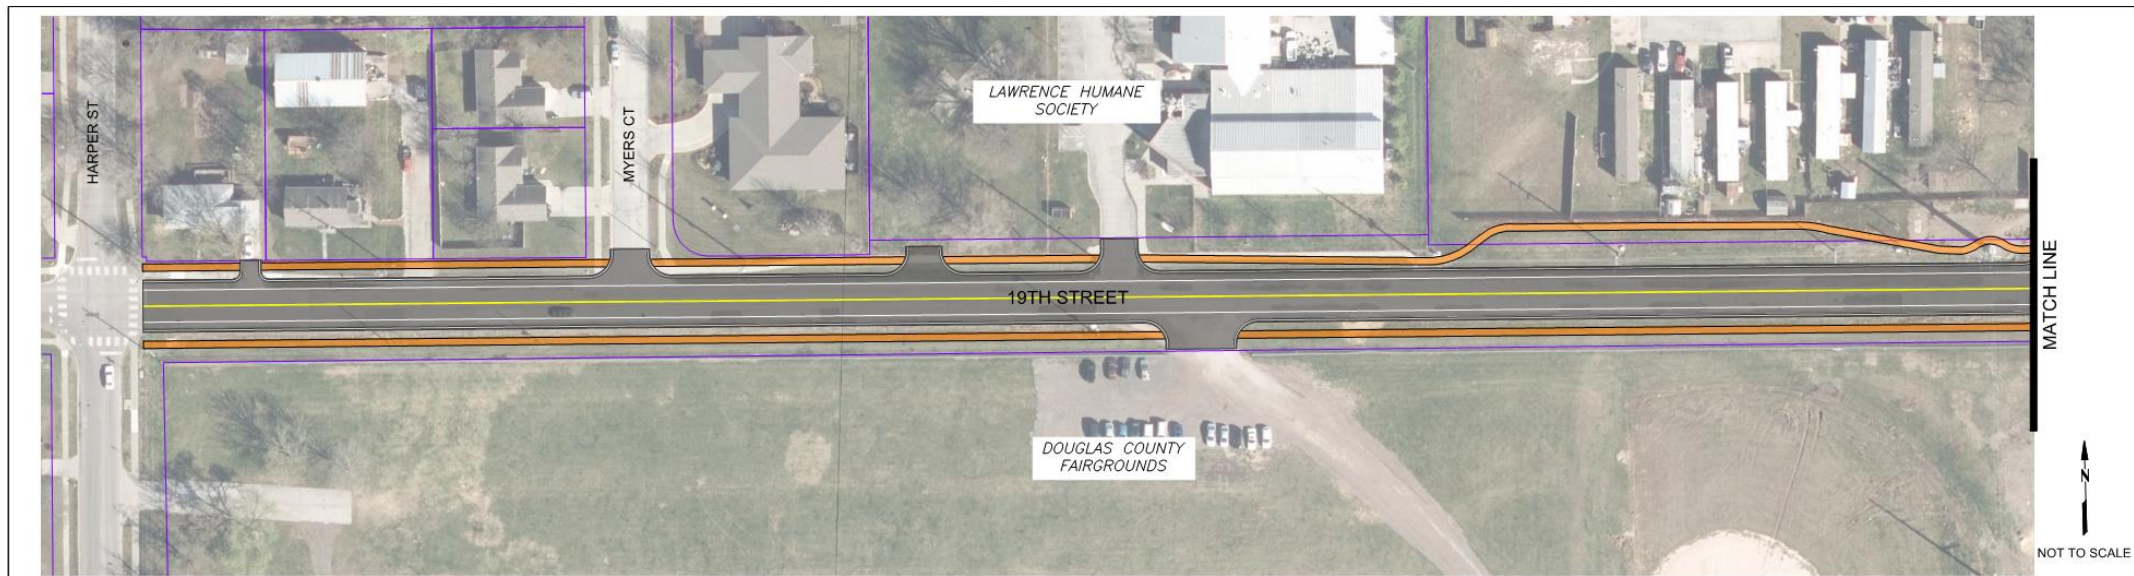 HARPER ST
MYERS CT
LAWRENCE HUMANE
SOCIETY
19TH STREET
MATCH LINE
DOUGLAS COUNTY
FAIRGROUNDS
N
NOT TO SCALE